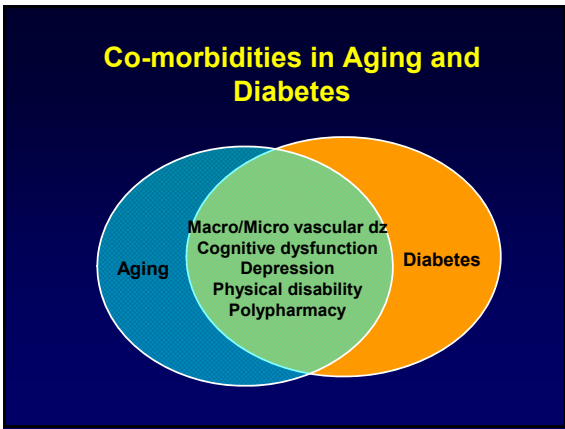 Co-morbidities in Aging and
Diabetes
Aging
Macro/Micro vascular dz
Cognitive dysfunction
Depression
Physical disability
Polypharmacy
Diabetes